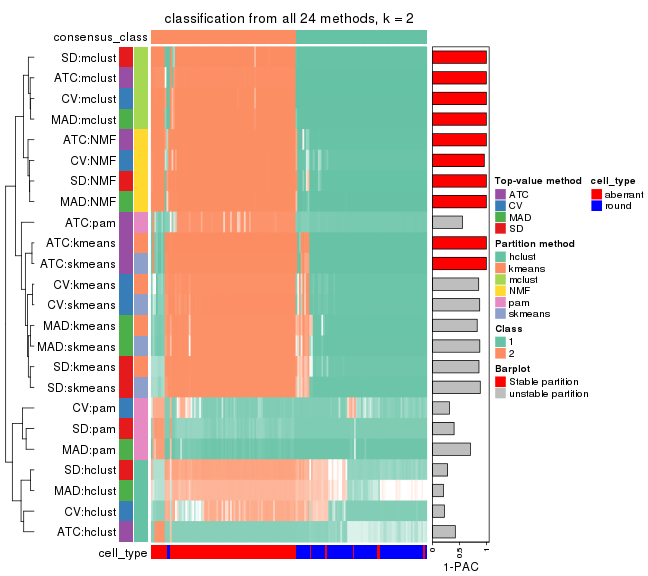 classification from all 24 methods, k = 2
consensus_class
SD:mclust
ATC:mclust
CV:mclust
MAD:mclust
ATC:NMF
CV:NMF
SD:NMF
MAD:NMF
ATC:pam
ATC:kmeans
ATC:skmeans
CV:kmeans
CV:skmeans
MAD:kmeans
MAD:skmeans
SD:kmeans
SD:skmeans
CV:pam
SD:pam
MAD:pam
SD:hclust
MAD:hclust
CV:hclust
ATC:hclust
cell_type
0
0.5
1
1-PAC
Top-value method
ATC
CV
MAD
SD
Partition method
hclust
kmeans
mclust
NMF
pam
skmeans
Class
1
2
Barplot
Stable partition
unstable partition
cell_type
aberrant
round